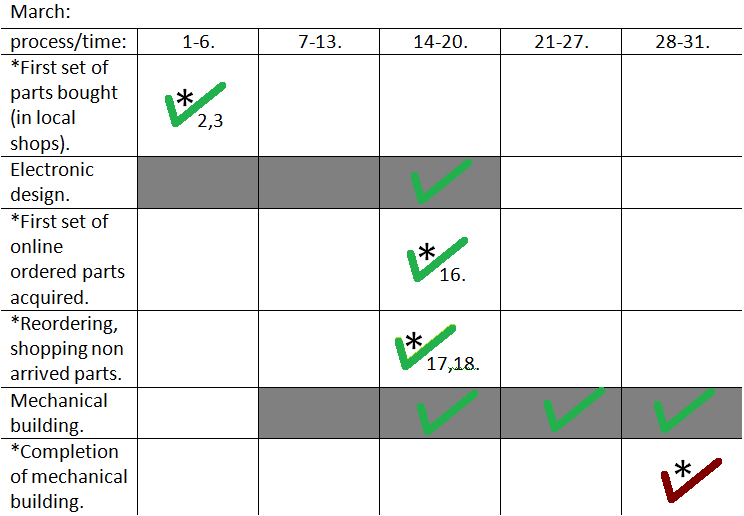 March:
process/time: 1-6. 7-13. 14-20. 21-27. 28-31.
*First set of
parts bought
(in local
shops).
* 2,3
Electronic
design.
*First set of
online
ordered parts
acquired.
* 16.
*Reordering,
shopping non
arrived parts.
* 17,18.
Mechanical
building.
*Completion
of mechanical
building.
*